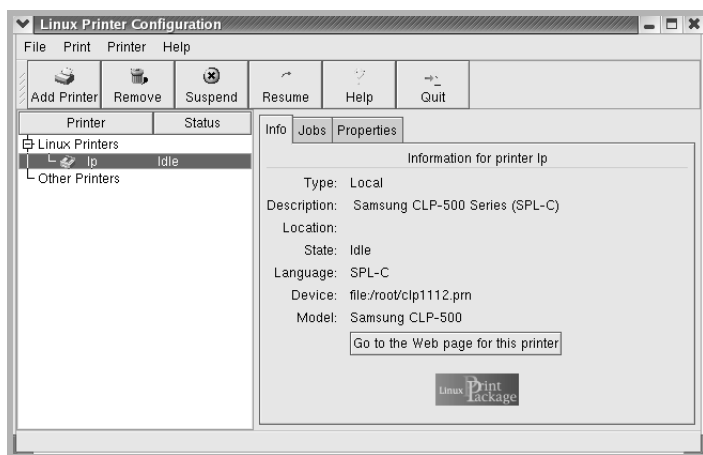 Linux Printer Configuration
File Print Printer Help
Add Printer Remove Suspend Resume Help Quit
Printer Status
Linux Printers
lp Idle
Other Printers
Info Jobs Properties
Information for printer lp
Type: Local
Description: Samsung CLP-500 Series (SPL-C)
Location:
State: Idle
Language: SPL-C
Device: file:/root/clp1112.prn
Model: Samsung CLP-500
Go to the Web page for this printer
Linux Print Package